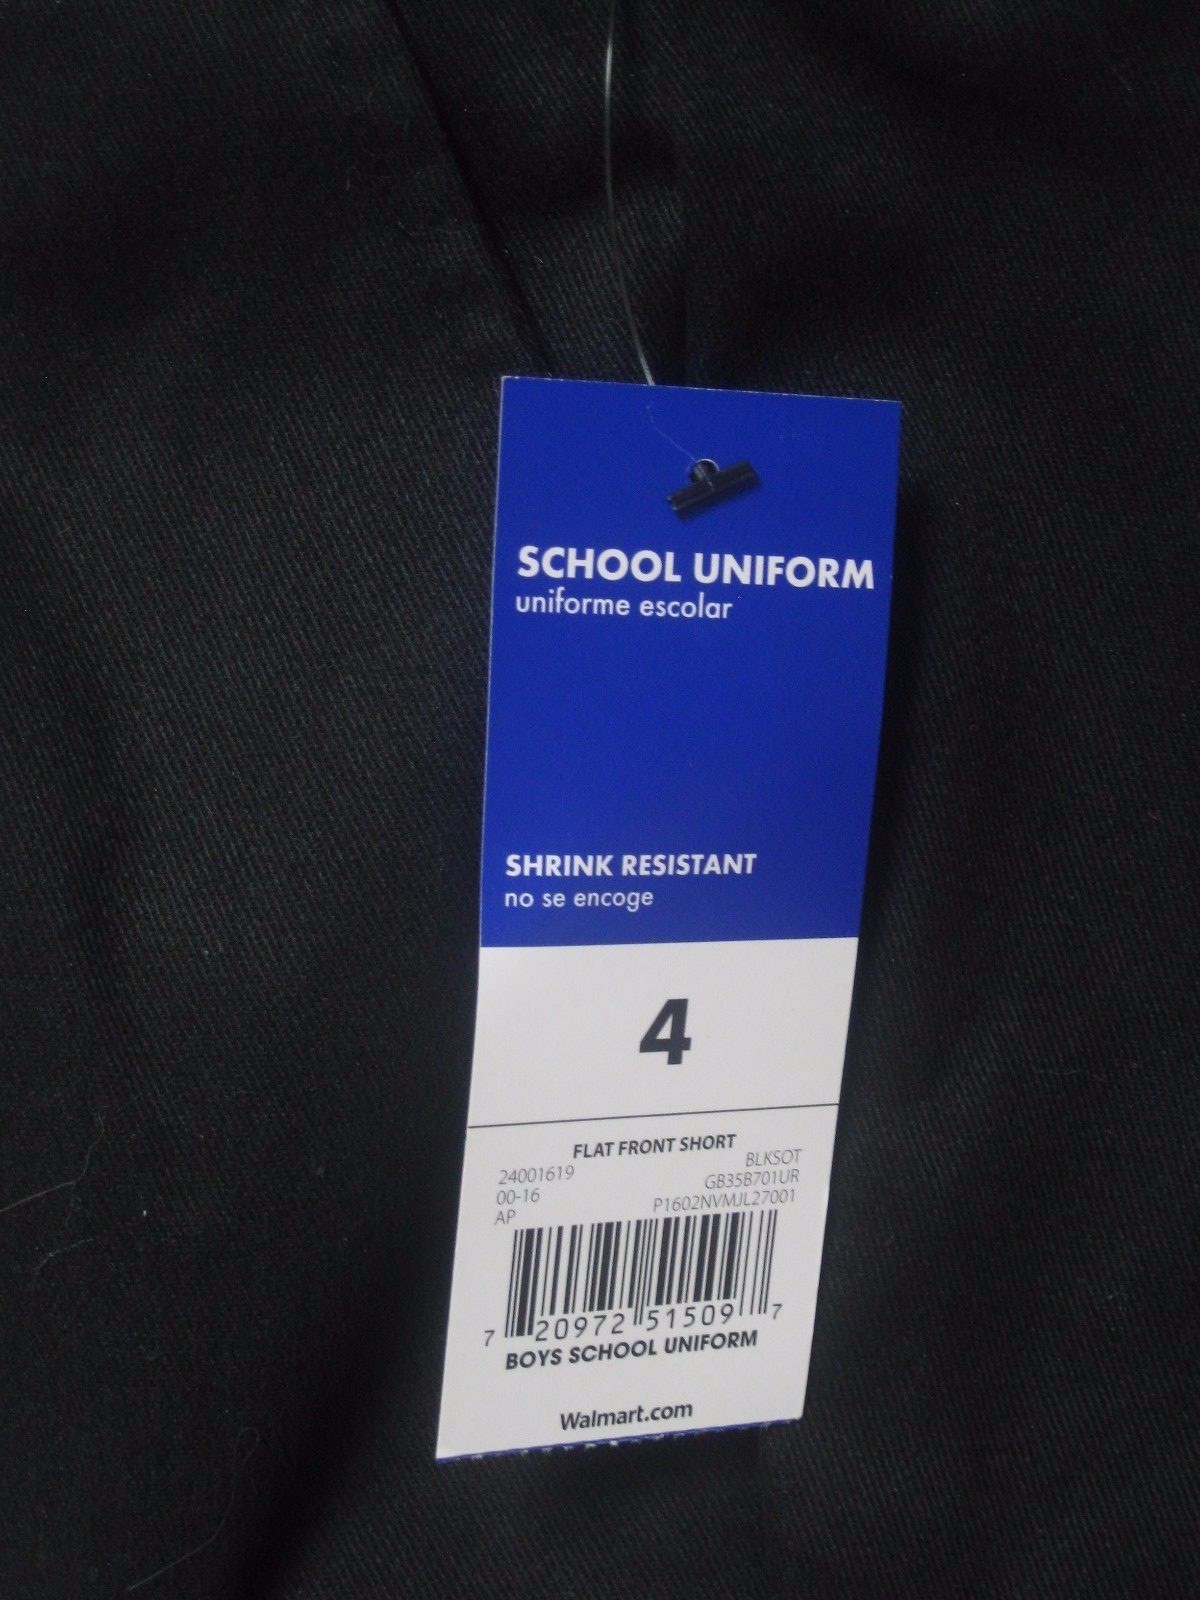 SCHOOL UNIFORM
uniforme escolar
SHRINK RESISTANT
no se encoge
4
FLAT FRONT SHORT
24001619 BLKSOT
00-16 GB35B701UR
AP P1602NVMJL27001
7 20972 51509 7
BOYS SCHOOL UNIFORM
Walmart.com